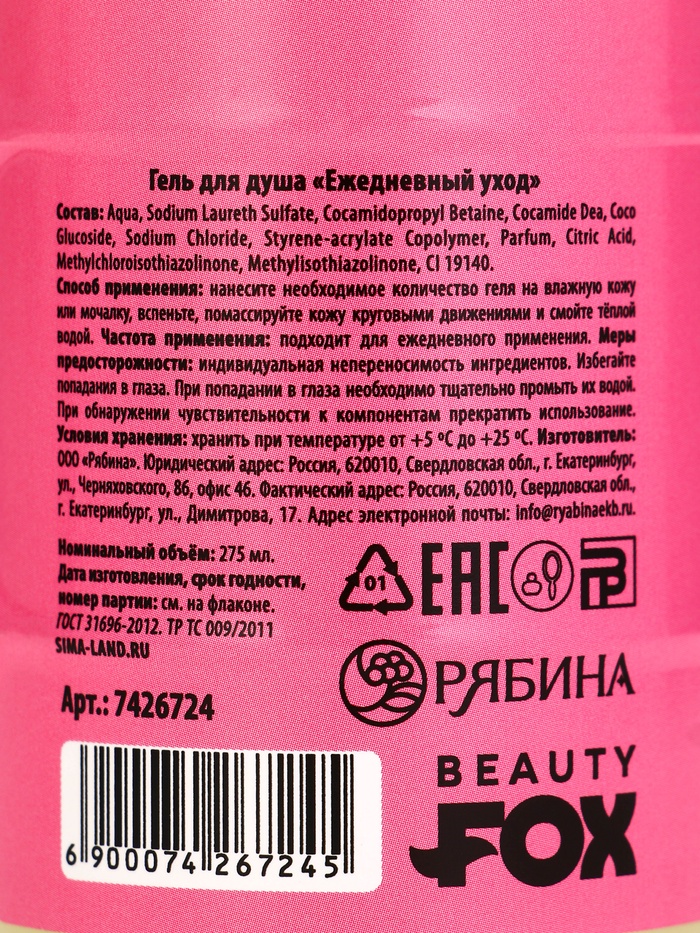 Гель для душа «Ежедневный уход»
Состав: Aqua, Sodium Laureth Sulfate, Cocamidopropyl Betaine, Cocamide Dea, Coco
Glucoside, Sodium Chloride, Styrene-acrylate Copolymer, Parfum, Citric Acid,
Methylchloroisothiazolinone, Methylisothiazolinone, CI 19140.
Способ применения: нанесите необходимое количество геля на влажную кожу
или мочалку, вспеньте, помассируйте кожу круговыми движениями и смойте тёплой
водой. Частота применения: подходит для ежедневного применения. Меры
предосторожности: индивидуальная непереносимость ингредиентов. Избегайте
попадания в глаза. При попадании в глаза необходимо тщательно промыть их водой.
При обнаружении чувствительности к компонентам прекратить использование.
Условия хранения: хранить при температуре от +5 °C до +25 °C. Изготовитель:
ООО «Рябина». Юридический адрес: Россия, 620010, Свердловская обл., г. Екатеринбург,
ул., Черняховского, 86, офис 46. Фактический адрес: Россия, 620010, Свердловская обл.,
г. Екатеринбург, ул., Димитрова, 17. Адрес электронной почты: info@ryabinaekb.ru.
Номинальный объём: 275 мл.
Дата изготовления, срок годности,
номер партии: см. на флаконе.
ГОСТ 31696-2012. ТР ТС 009/2011
SIMA-LAND.RU
Арт.: 7426724
01
EAC
РЯБИНА
BEAUTY
FOX
6 900074 267245